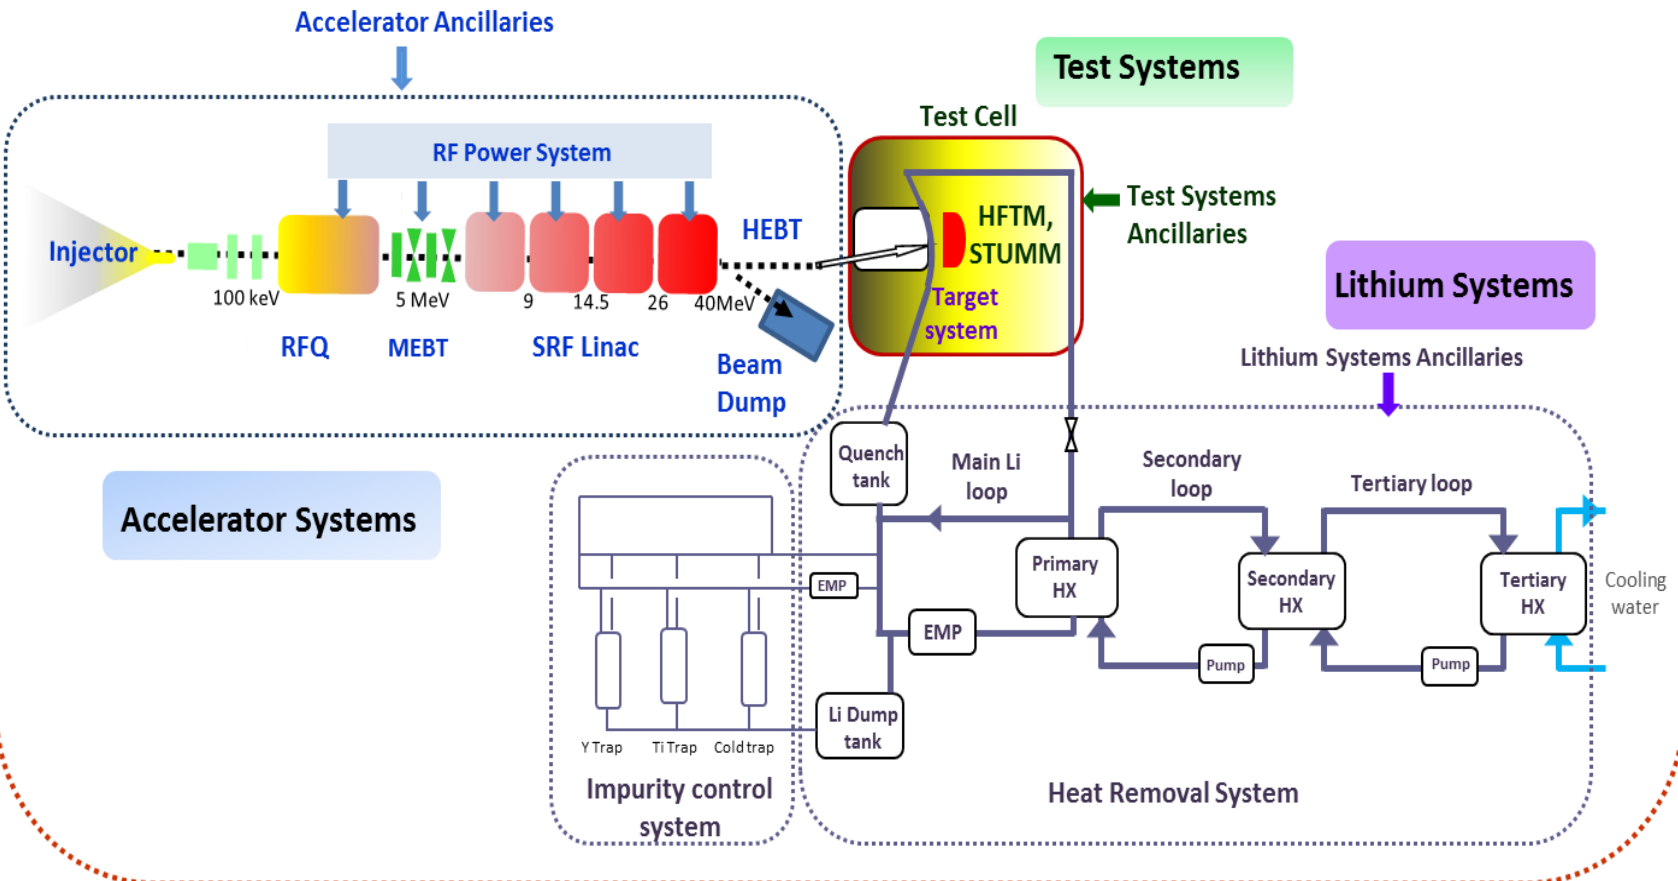 Accelerator Ancillaries
Test Systems
Test Cell
RF Power System
Test Systems
Ancillaries
HEBT
HFTM,
STUMM
Injector
Lithium Systems
Target
system
100 keV
5 MeV
9
14.5
26
40MeV
RFQ
MEBT
SRF Linac
Lithium Systems Ancillaries
Beam
Dump
Quench
tank
Main Li
loop
Secondary
loop
Tertiary loop
Accelerator Systems
Primary
HX
Secondary
HX
Tertiary
HX
Cooling
water
EMP
EMP
Pump
Pump
Li Dump
tank
Y Trap
Ti Trap
Cold trap
Impurity control
system
Heat Removal System